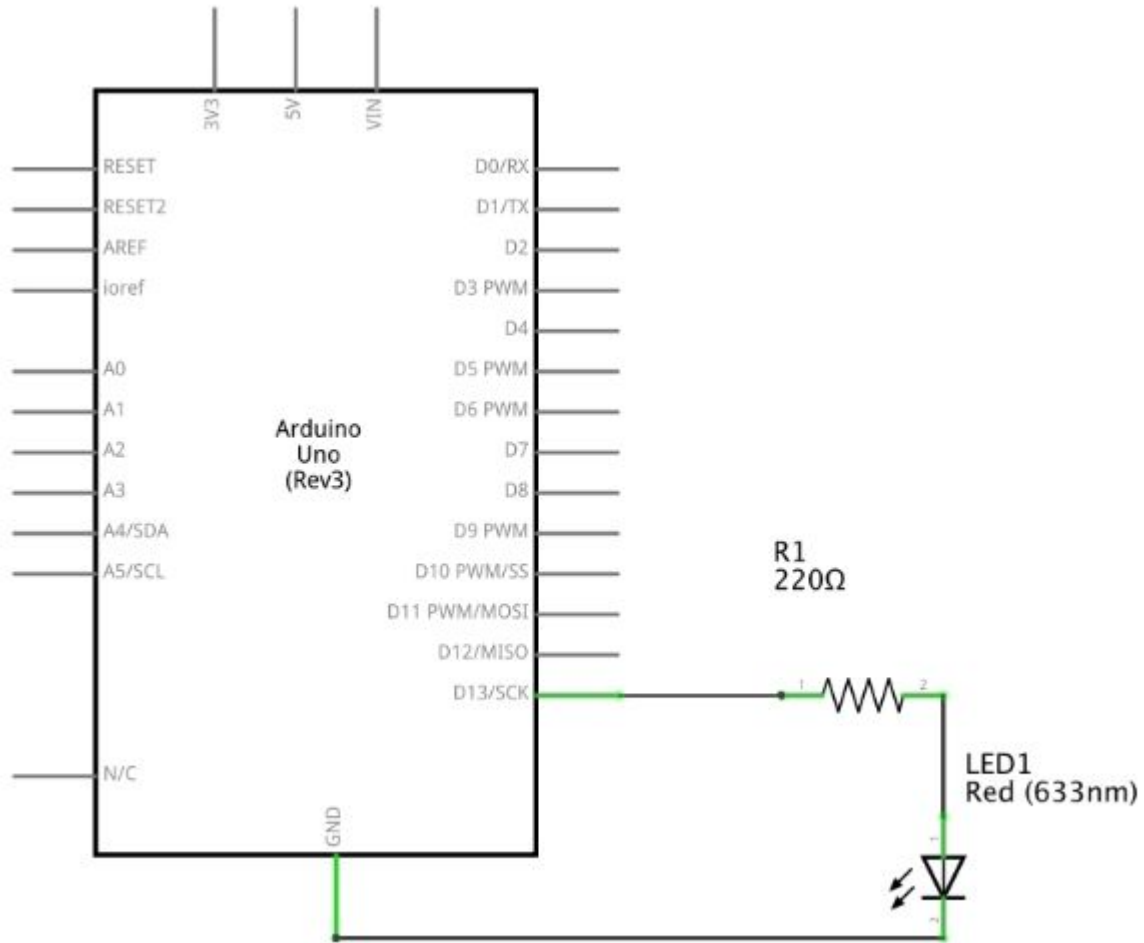 3V3
5V
VIN
RESET
RESET2
AREF
ioref
A0
A1
A2
A3
A4/SDA
A5/SCL
N/C
Arduino
Uno
(Rev3)
D0/RX
D1/TX
D2
D3 PWM
D4
D5 PWM
D6 PWM
D7
D8
D9 PWM
D10 PWM/SS
D11 PWM/MOSI
D12/MISO
D13/SCK
GND
R1
220Ω
1
2
LED1
Red (633nm)
1
2